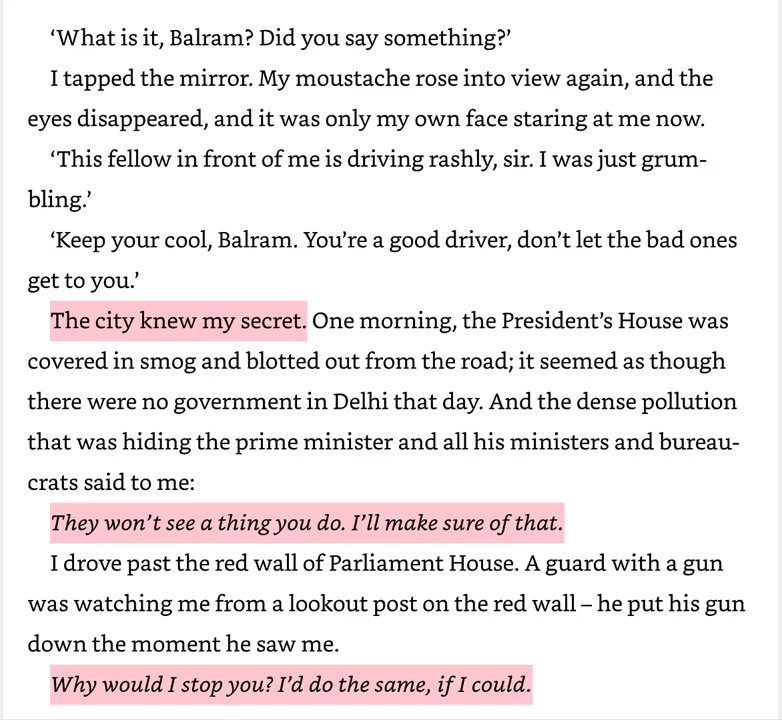 ‘What is it, Balram? Did you say something?’
I tapped the mirror. My moustache rose into view again, and the
eyes disappeared, and it was only my own face staring at me now.
‘This fellow in front of me is driving rashly, sir. I was just grum-
bling.’
‘Keep your cool, Balram. You’re a good driver, don’t let the bad ones
get to you.’
The city knew my secret. One morning, the President’s House was
covered in smog and blotted out from the road; it seemed as though
there were no government in Delhi that day. And the dense pollution
that was hiding the prime minister and all his ministers and bureau-
crats said to me:
They won’t see a thing you do. I’ll make sure of that.
I drove past the red wall of Parliament House. A guard with a gun
was watching me from a lookout post on the red wall – he put his gun
down the moment he saw me.
Why would I stop you? I’d do the same, if I could.